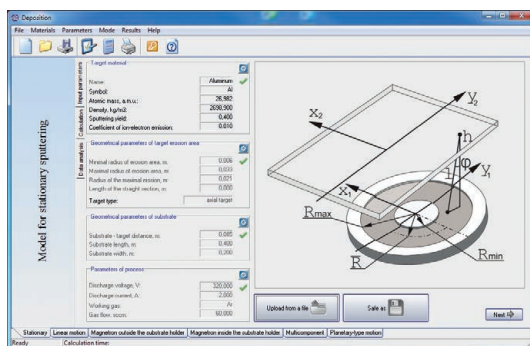 Deposition
File Materials Parameters Mode Results Help
Model for stationary sputtering
Data analysis Calculation Input parameters
Target material
Name: Aluminum
Symbol: Al
Atomic mass, a.m.u.: 26,982
Density, kg/m3: 2698,900
Sputtering yield: 0,400
Coefficient of ion-electron emission: 0,010
Geometrical parameters of target erosion area
Minimal radius of erosion area, m 0,006
Maximal radius of erosion area, m 0,033
Radius of the maximal erosion, m 0,021
Length of the straight section, m 0,000
Target type: axial target
Geometrical parameters of substrate
Substrate - target distance, m 0,080
Substrate length, m 0,400
Substrate width, m 0,200
Parameters of process
Discharge voltage, V: 320,000
Discharge current, A: 2,000
Working gas: Ar
Gas flow, sccm: 60,000
X2 y2
h
X1 l φ y1
Rmax
R Rmin
Upload from a file
Safe as
Next
Stationary Linear motion Magnetron outside the substrate holder Magnetron inside the substrate holder Multicomponent Planetary-type motion
Ready Calculation time: